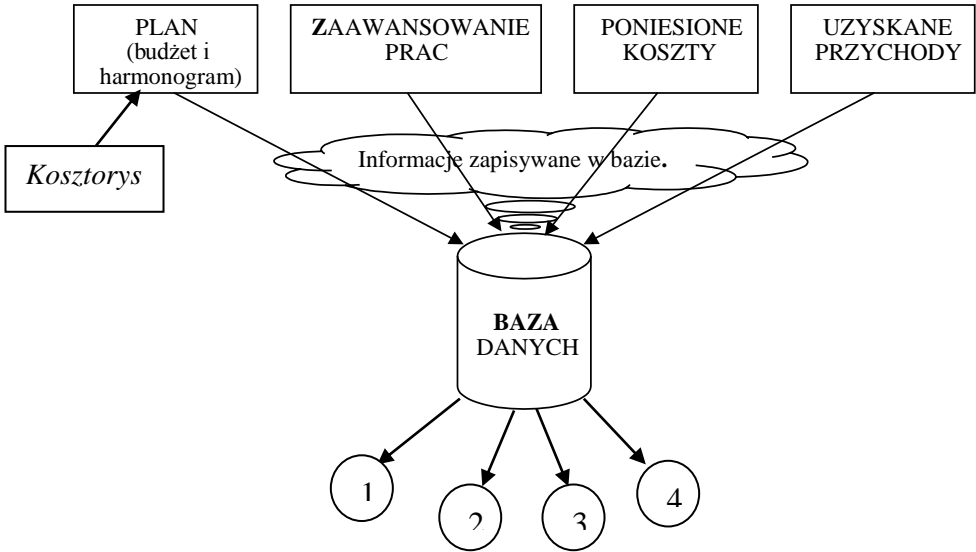 PLAN
(budżet i
harmonogram)
ZAAWANSOWANIE
PRAC
PONIESIONE
KOSZTY
UZYSKANE
PRZYCHODY
Kosztorys
Informacje zapisywane w bazie.
BAZA
DANYCH
1
2
3
4